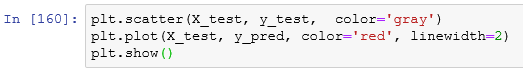 In [160]: plt.scatter(X_test, y_test,  color='gray')
plt.plot(X_test, y_pred, color='red', linewidth=2)
plt.show()